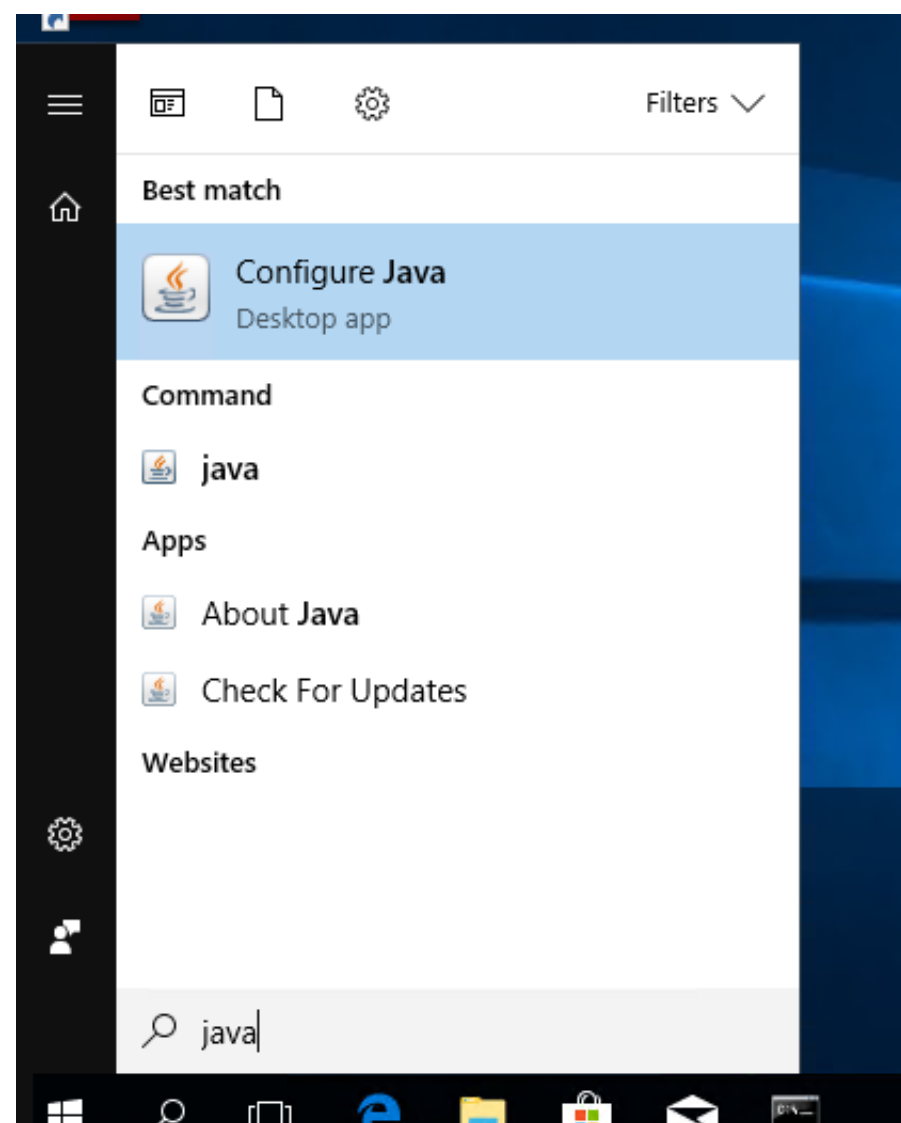 Filters
Best match
Configure Java
Desktop app
Command
java
Apps
About Java
Check For Updates
Websites
java